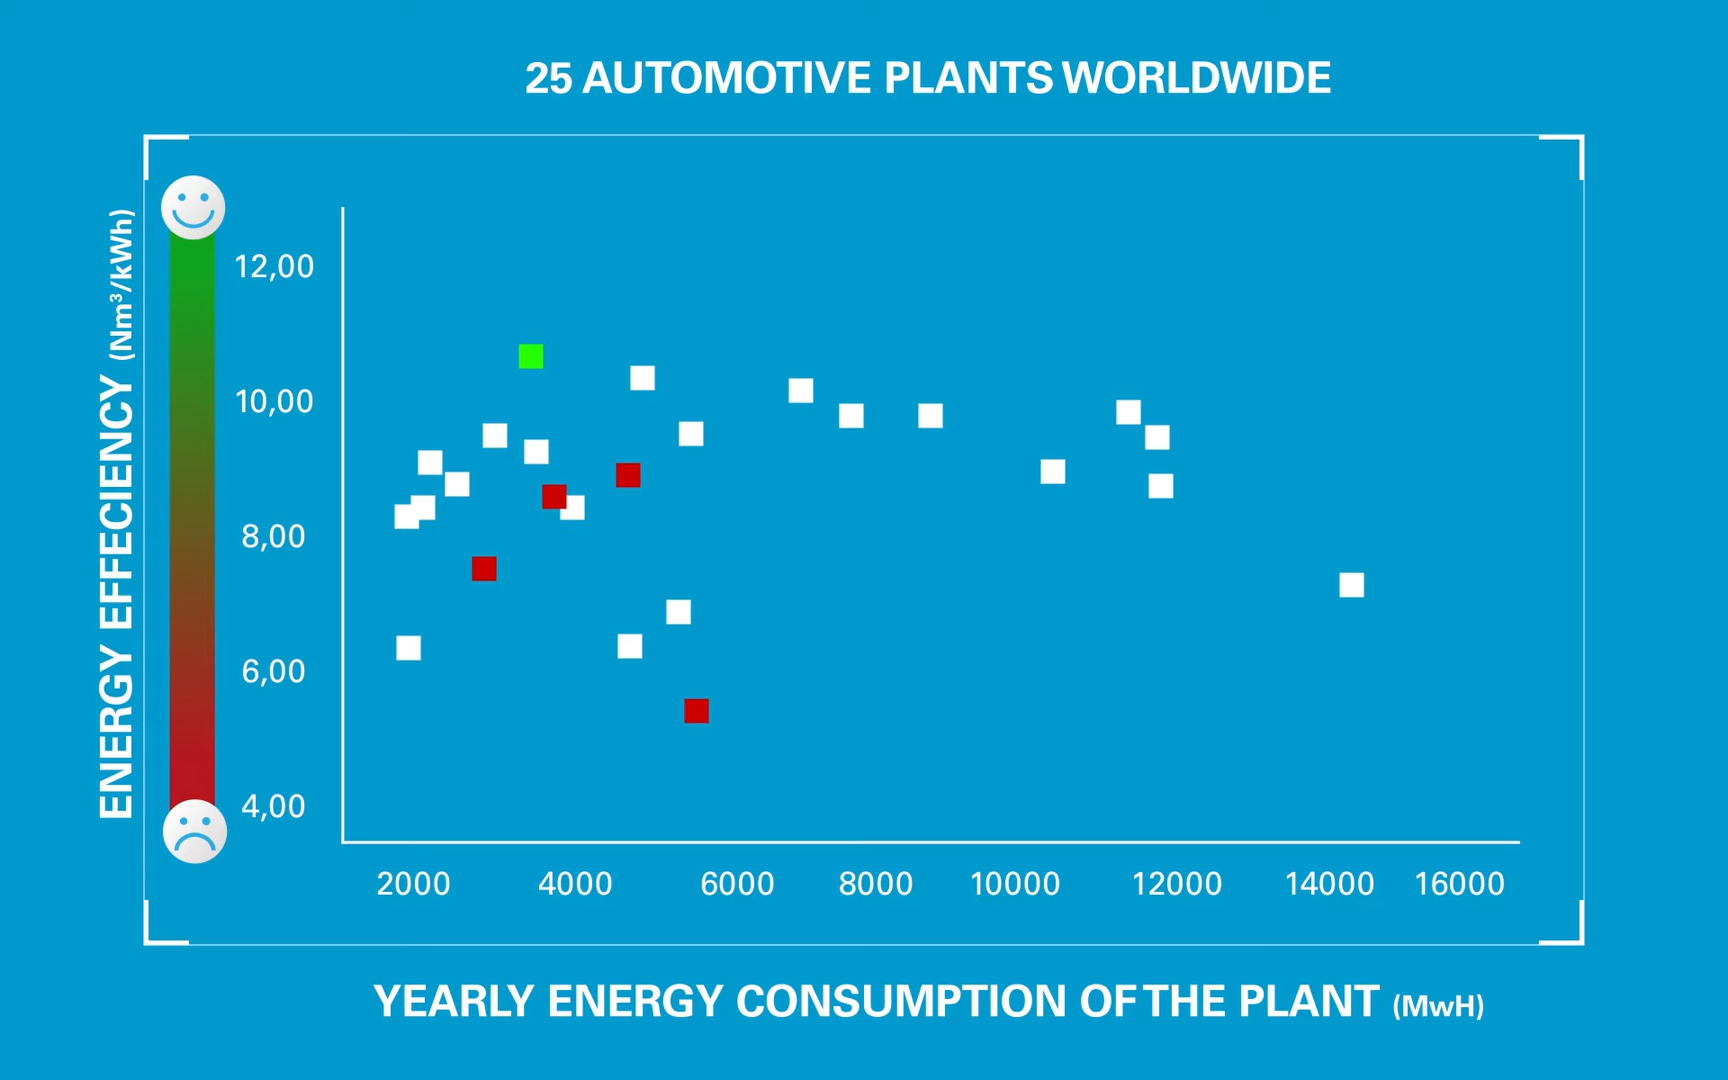 25 AUTOMOTIVE PLANTS WORLDWIDE
ENERGY EFFECIENCY (Nm³/kWh)
12,00
10,00
8,00
6,00
4,00
2000 4000 6000 8000 10000 12000 14000 16000
YEARLY ENERGY CONSUMPTION OF THE PLANT (MwH)